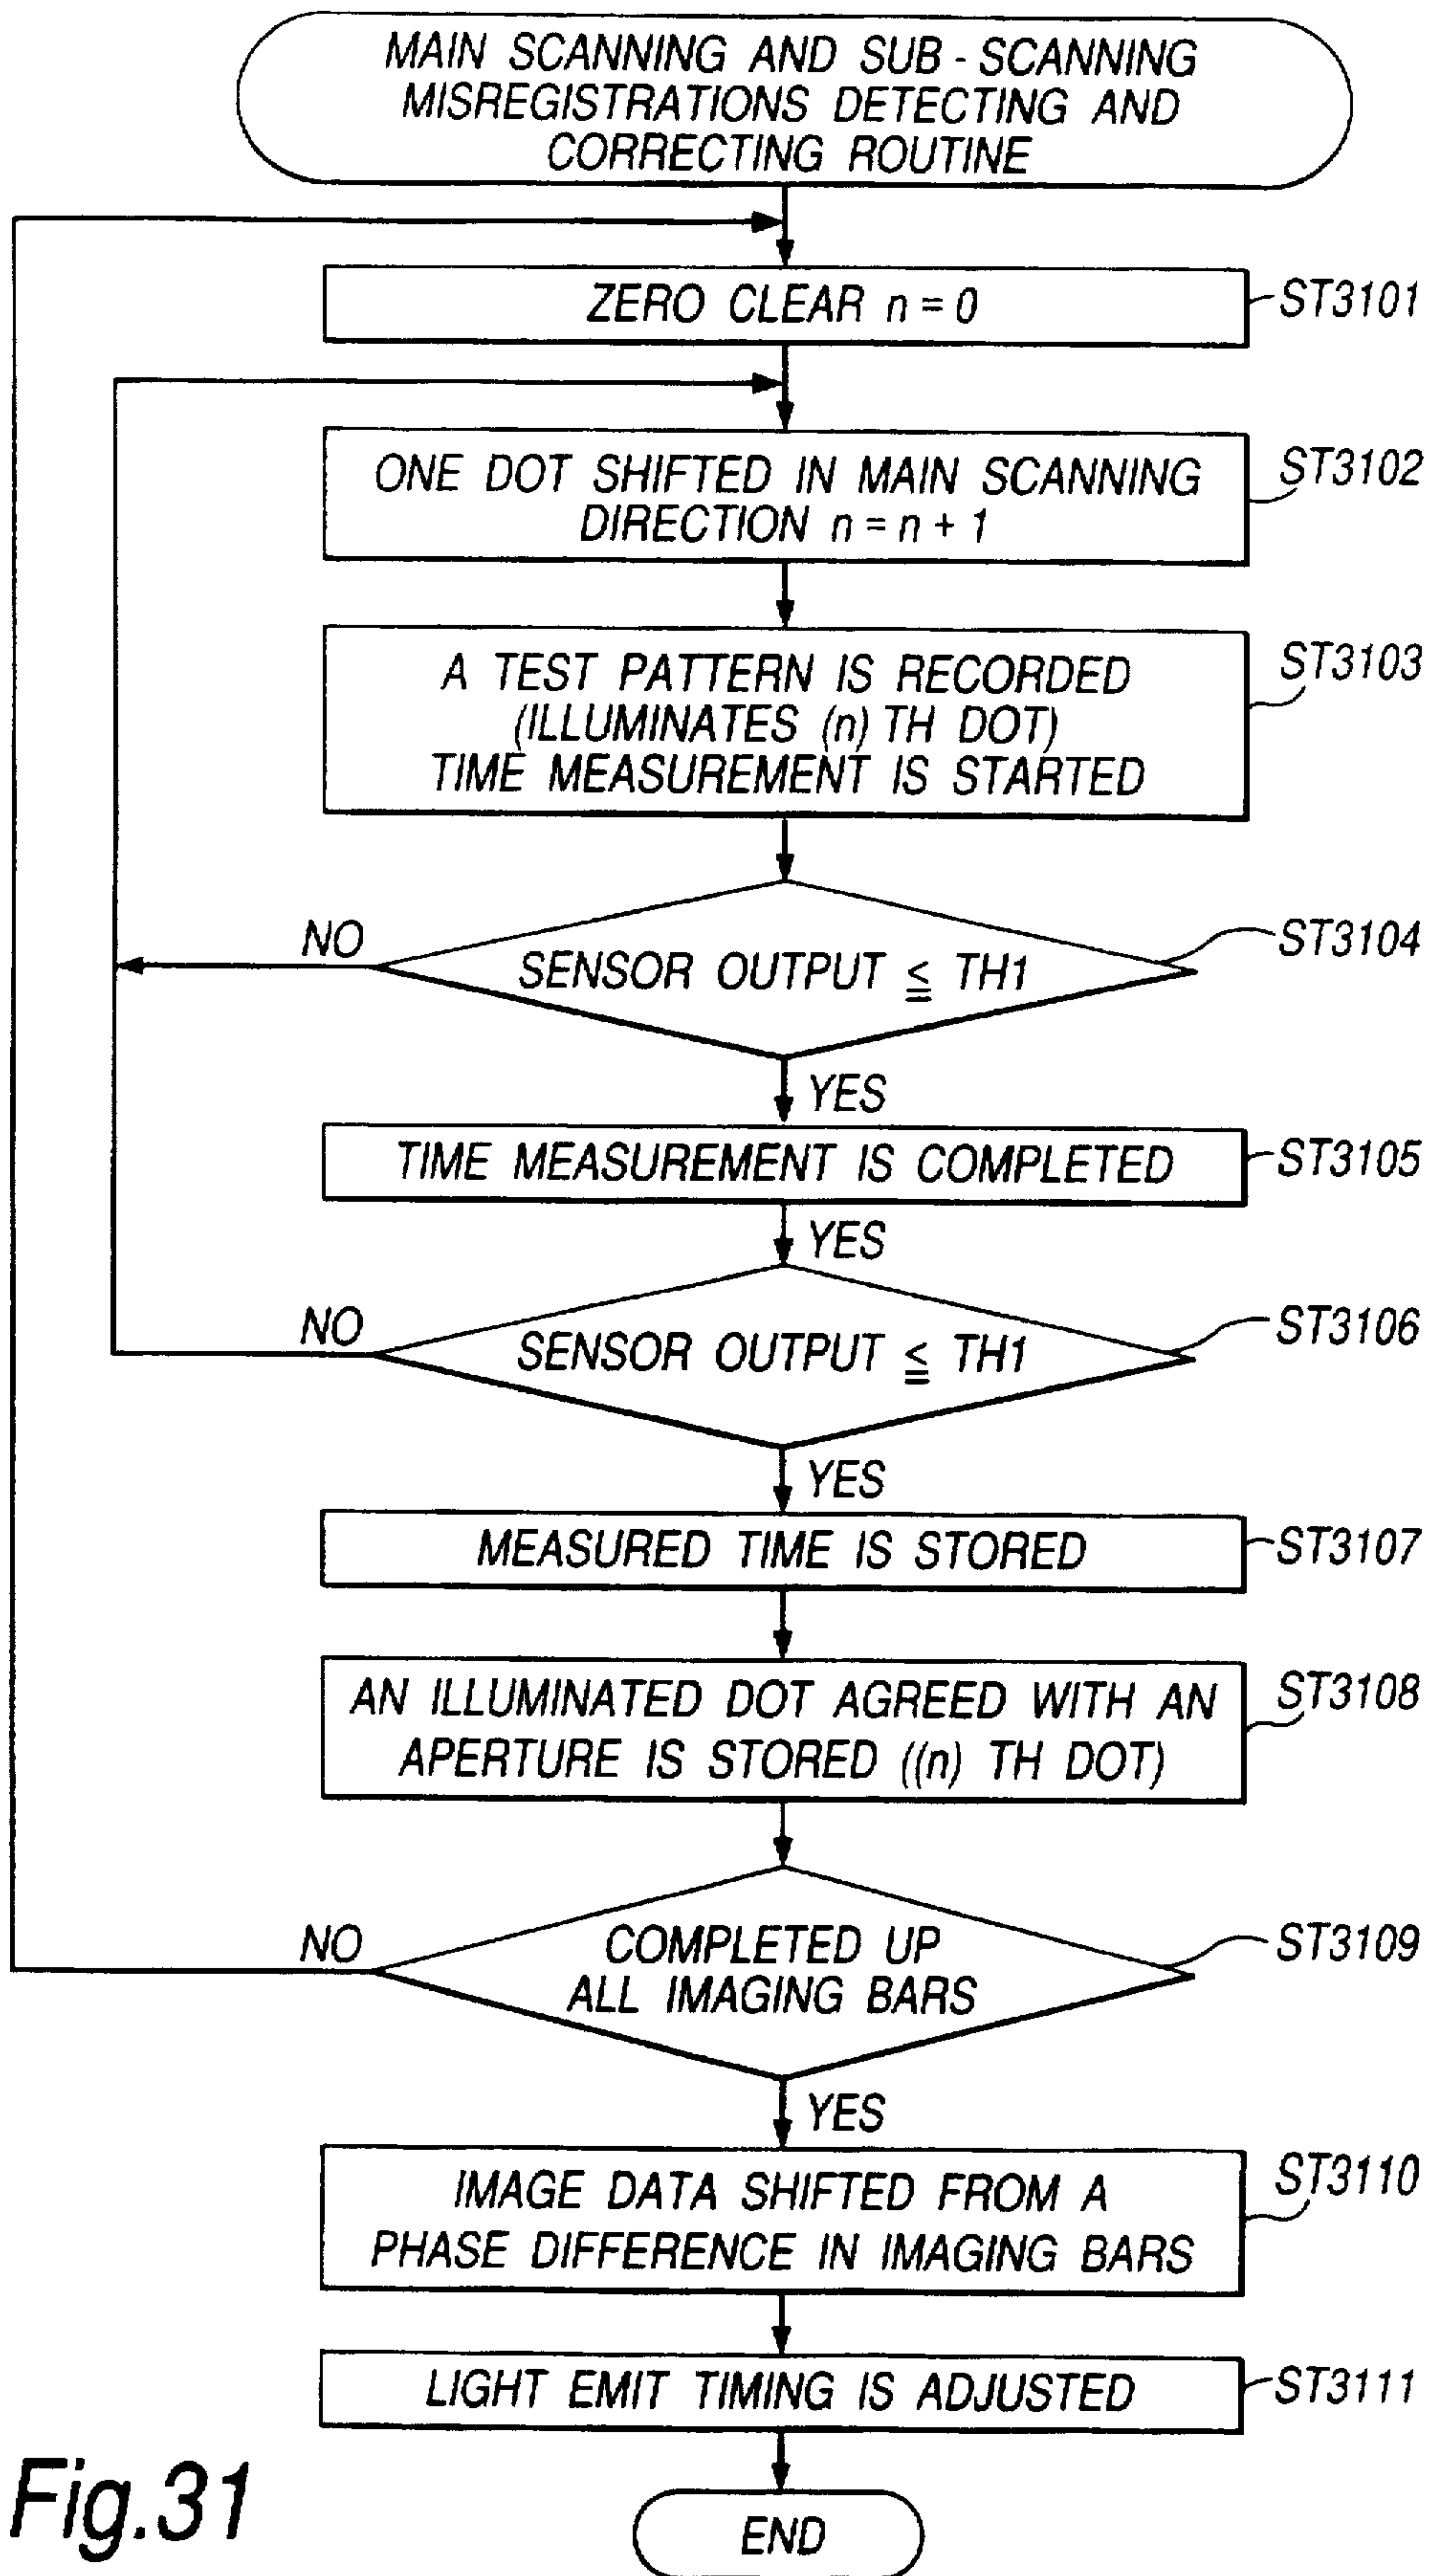 MAIN SCANNING AND SUB - SCANNING
MISREGISTRATIONS DETECTING AND
CORRECTING ROUTINE
ZERO CLEAR n = 0
ST3101
ONE DOT SHIFTED IN MAIN SCANNING
DIRECTION n = n + 1
ST3102
A TEST PATTERN IS RECORDED
(ILLUMINATES (n) TH DOT)
TIME MEASUREMENT IS STARTED
ST3103
NO
SENSOR OUTPUT ≦ TH1
ST3104
YES
TIME MEASUREMENT IS COMPLETED
ST3105
YES
NO
SENSOR OUTPUT ≦ TH1
ST3106
YES
MEASURED TIME IS STORED
ST3107
AN ILLUMINATED DOT AGREED WITH AN
APERTURE IS STORED ((n) TH DOT)
ST3108
NO
COMPLETED UP
ALL IMAGING BARS
ST3109
YES
IMAGE DATA SHIFTED FROM A
PHASE DIFFERENCE IN IMAGING BARS
ST3110
LIGHT EMIT TIMING IS ADJUSTED
ST3111
END
Fig.31